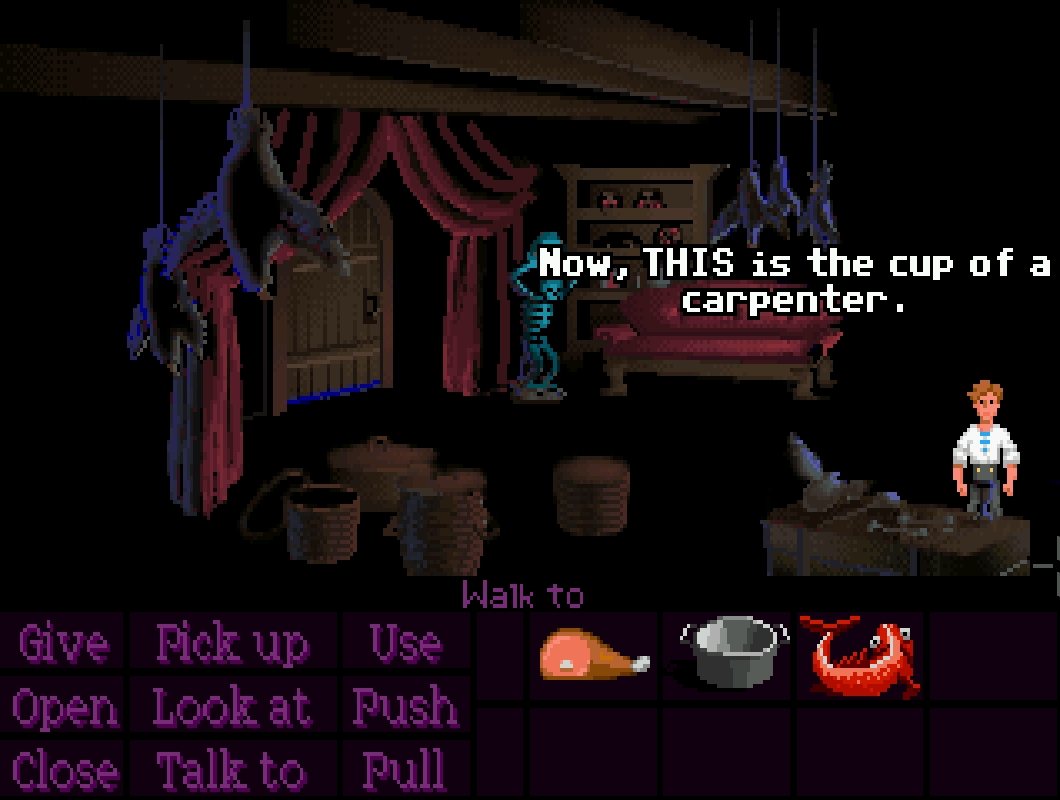 Now, THIS is the cup of a
carpenter.
Walk to
Give Pick up Use
Open Look at Push
Close Talk to Pull